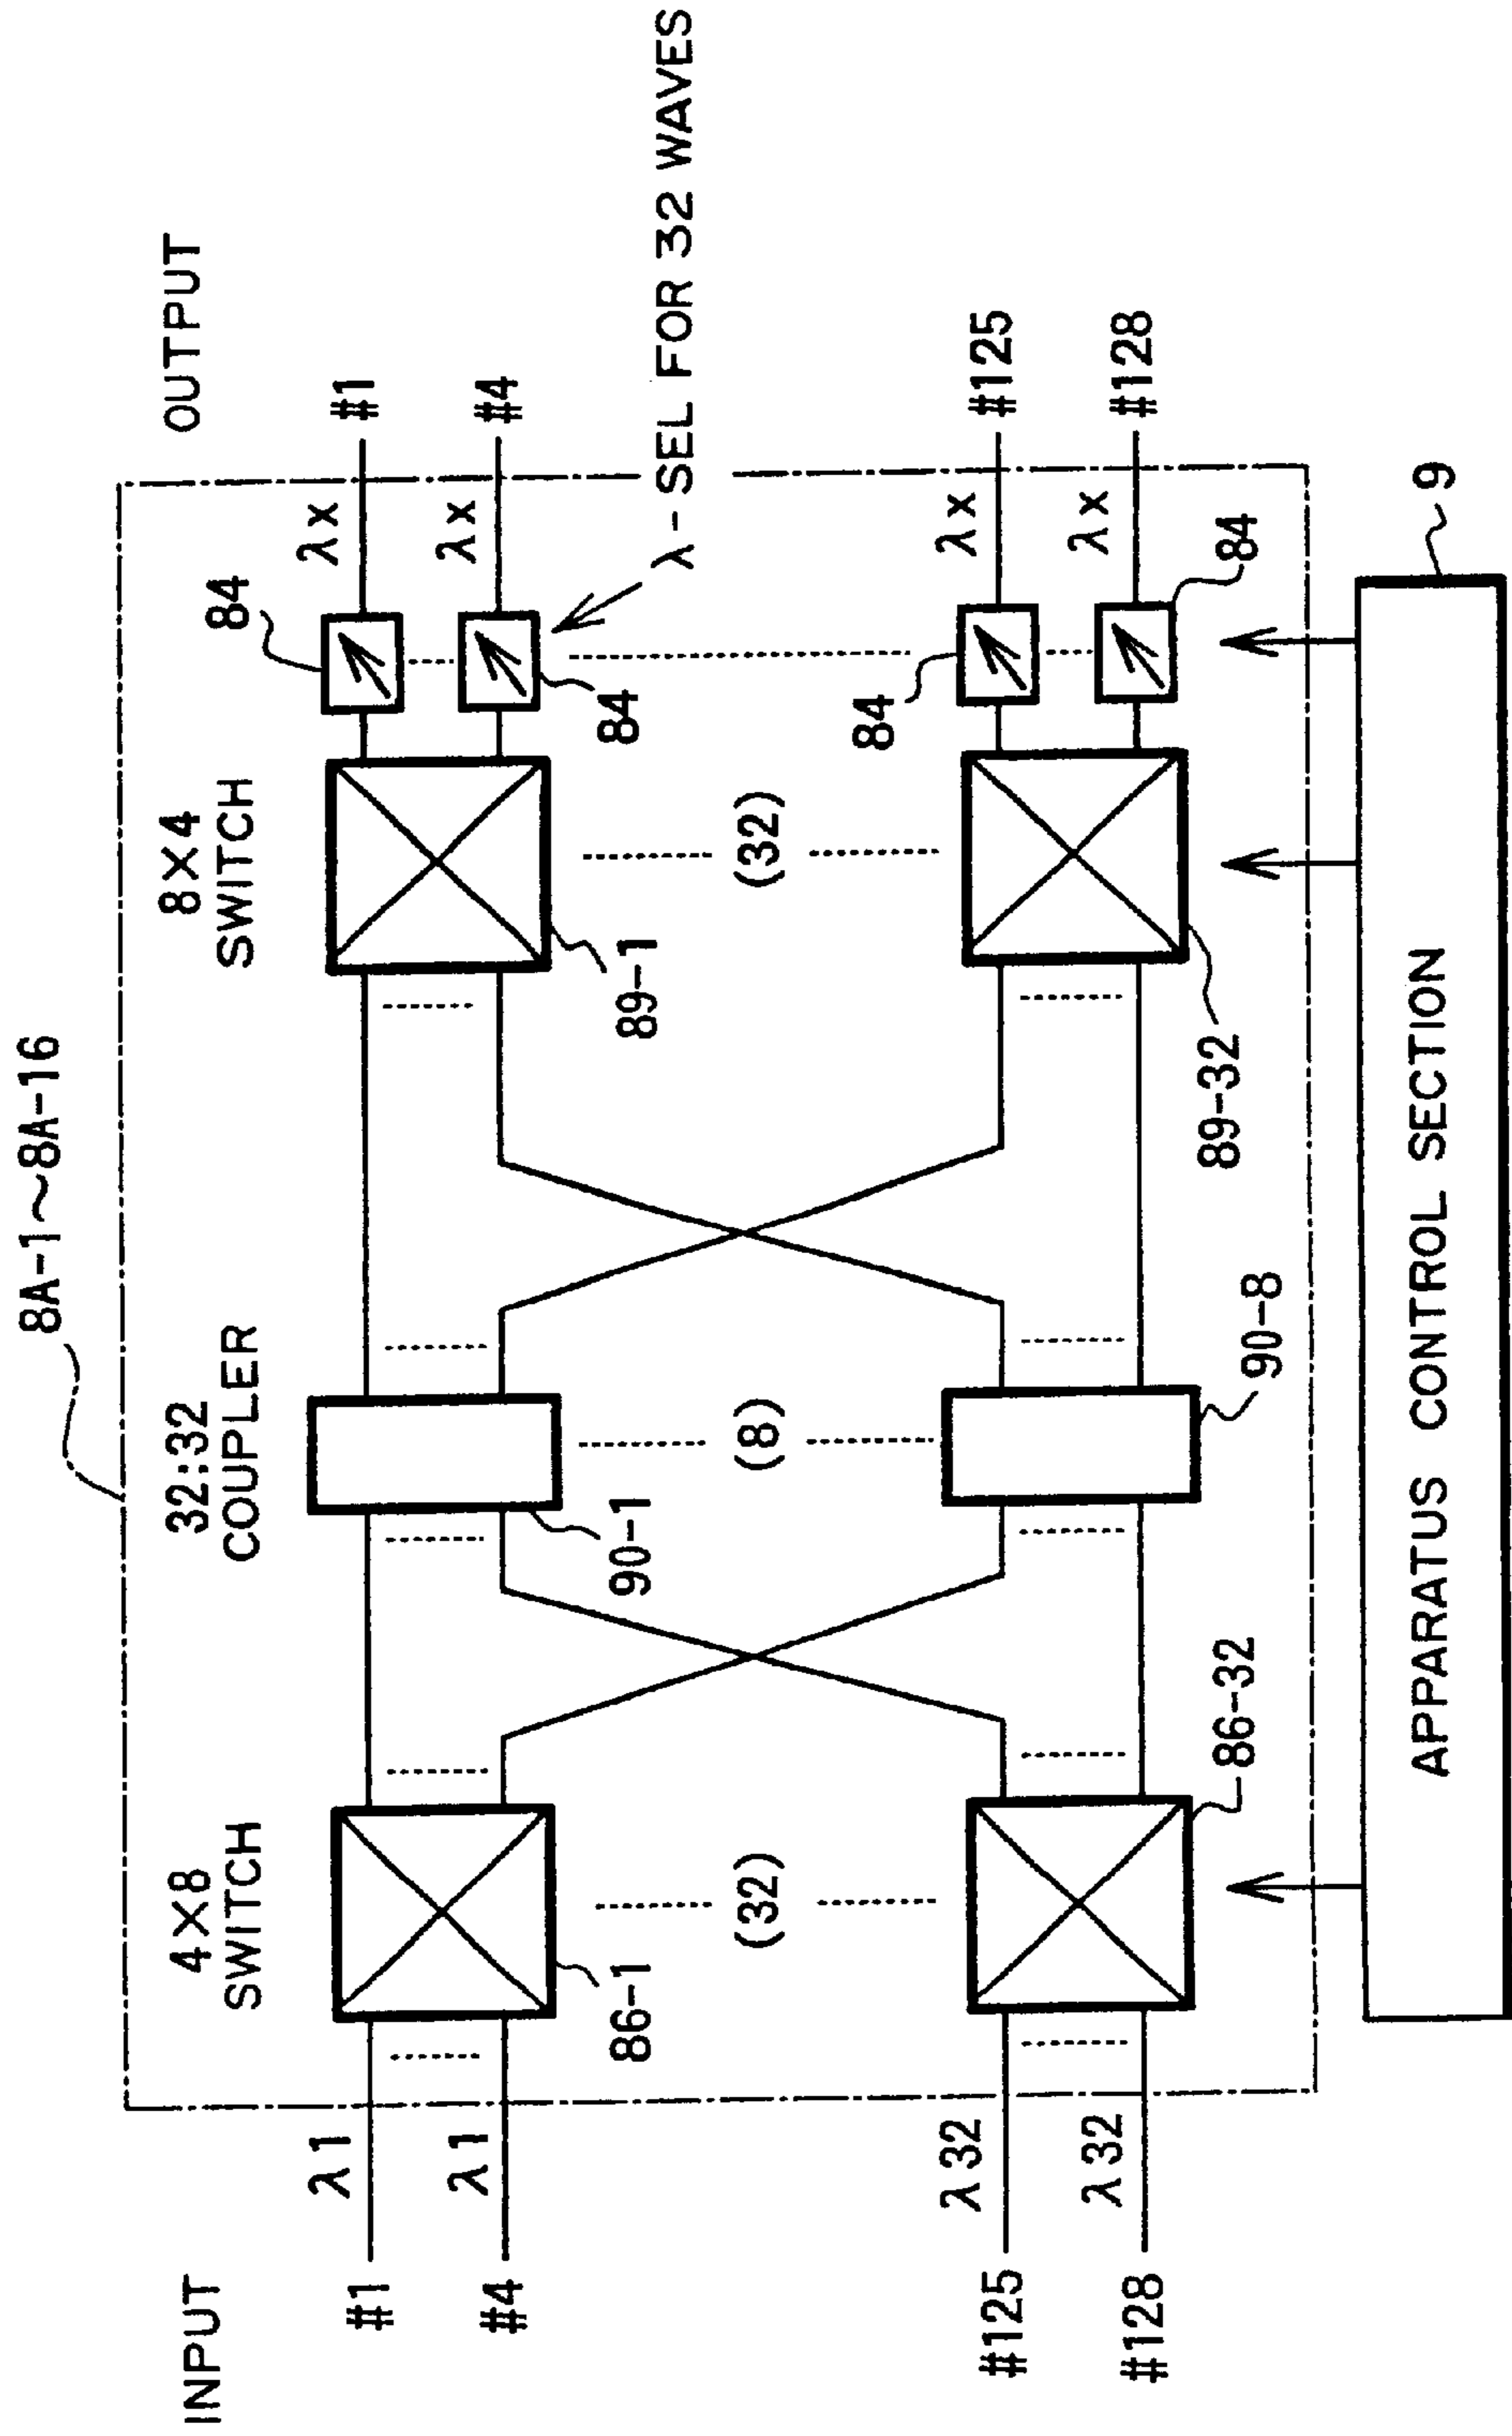 8A-1~8A-16
INPUT
OUTPUT
4×8
SWITCH
32:32
COUPLER
8×4
SWITCH
84
#1
λ1
λx
#1
#4
λ1
λx
#4
86-1
90-1
89-1
84
λ-SEL FOR 32 WAVES
(32)
(8)
(32)
84
#125
λ32
λx
#125
#128
λ32
λx
#128
86-32
90-8
89-32
84
APPARATUS CONTROL SECTION
9